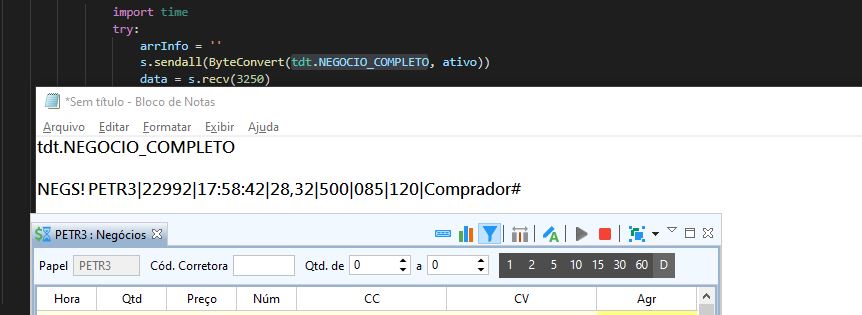 import time
try:
arrInfo = ''
s.sendall(ByteConvert(tdt.NEGOCIO_COMPLETO, ativo))
data = s.recv(3250)
*Sem título - Bloco de Notas
Arquivo Editar Formatar Exibir Ajuda
tdt.NEGOCIO_COMPLETO
NEGS! PETR3|22992|17:58:42|28,32|500|085|120|Comprador#
PETR3 : Negócios
Papel PETR3 Cód. Corretora Qtd. de 0 a 0 1 2 5 10 15 30 60 D
Hora Qtd Preço Núm CC CV Agr